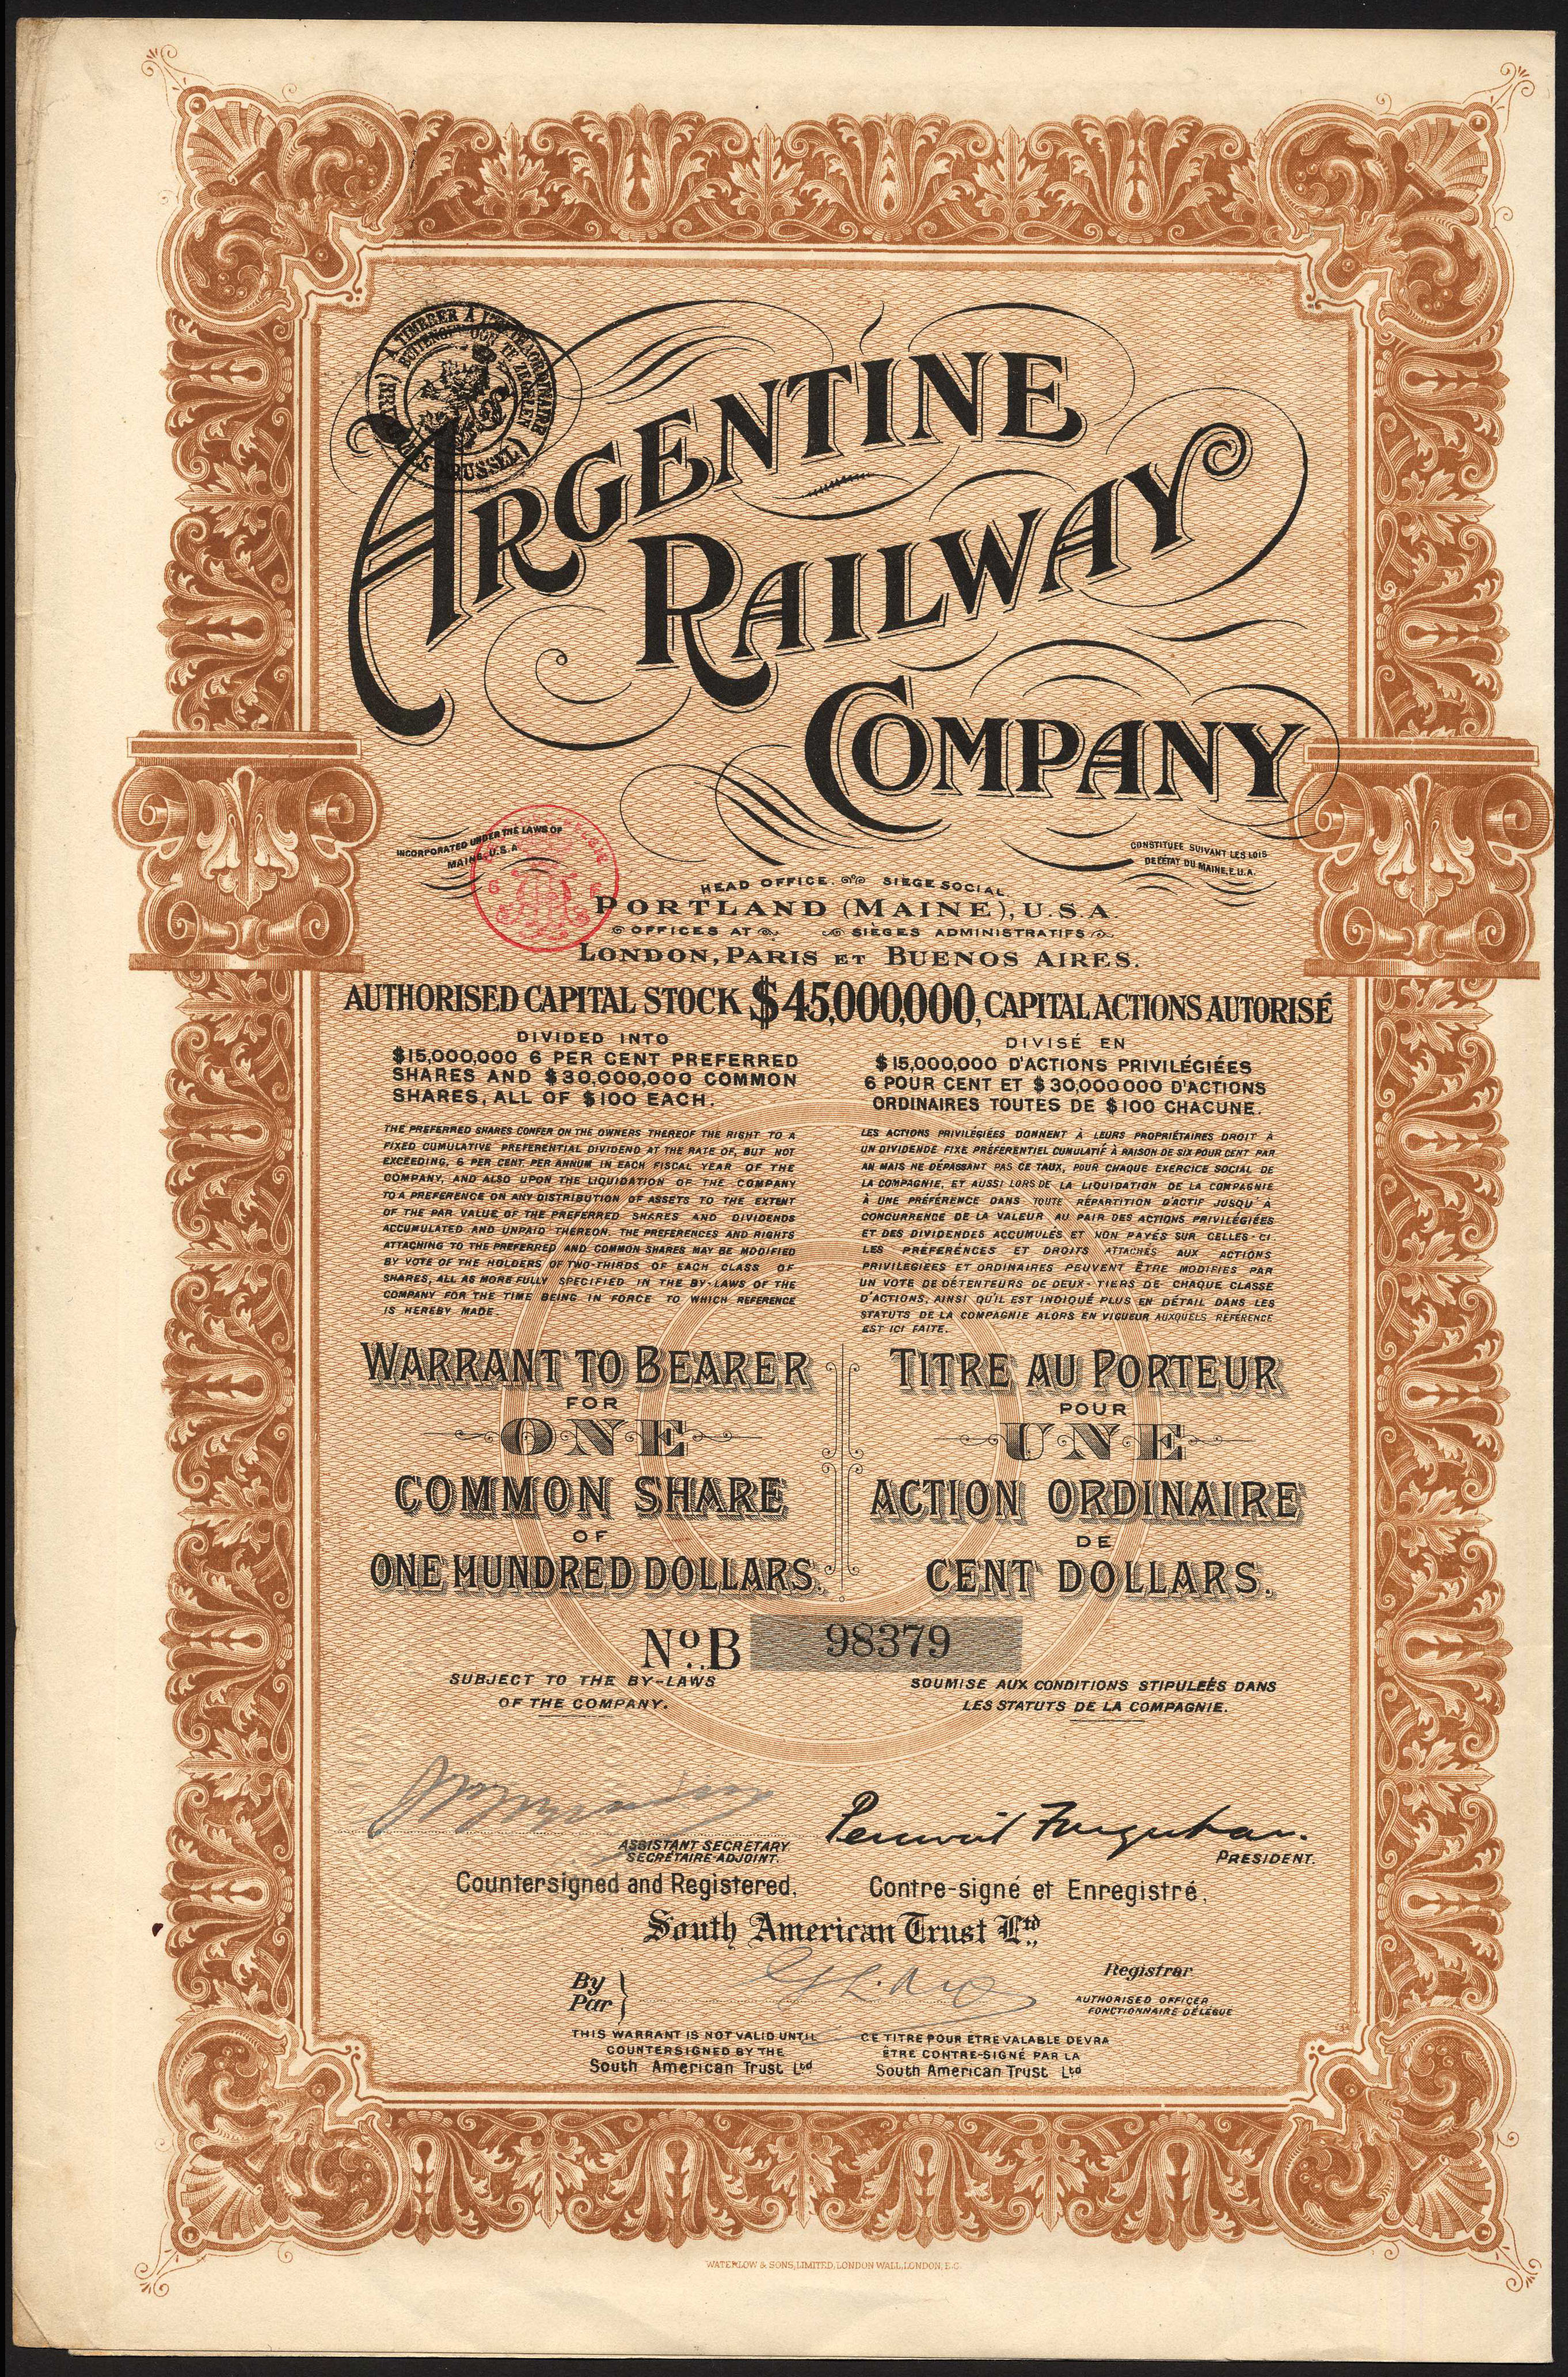 A TIMBRER À L'EXTRAORDINAIRE
BUITENGEWOON TE ZEGELEN
BRUSSEL)
ARGENTINE
RAILWAY
COMPANY
INCORPORATED UNDER THE LAWS OF
MAINE, U.S.A.
CONSTITUÉE SUIVANT LES LOIS
DE L'ÉTAT DU MAINE, E.U.A.
HEAD OFFICE. SIÈGE SOCIAL.
PORTLAND (MAINE), U.S.A.
OFFICES AT SIÈGES ADMINISTRATIFS
LONDON, PARIS ET BUENOS AIRES.
AUTHORISED CAPITAL STOCK $45,000,000, CAPITAL ACTIONS AUTORISÉ
DIVIDED INTO
$15,000,000 6 PER CENT PREFERRED
SHARES AND $30,000,000 COMMON
SHARES, ALL OF $100 EACH.
DIVISÉ EN
$15,000,000 D'ACTIONS PRIVILÉGIÉES
6 POUR CENT ET $30,000000 D'ACTIONS
ORDINAIRES TOUTES DE $100 CHACUNE.
THE PREFERRED SHARES CONFER ON THE OWNERS THEREOF THE RIGHT TO A
FIXED CUMULATIVE PREFERENTIAL DIVIDEND AT THE RATE OF, BUT NOT
EXCEEDING, 6 PER CENT. PER ANNUM IN EACH FISCAL YEAR OF THE
COMPANY, AND ALSO UPON THE LIQUIDATION OF THE COMPANY
TO A PREFERENCE ON ANY DISTRIBUTION OF ASSETS TO THE EXTENT
OF THE PAR VALUE OF THE PREFERRED SHARES AND DIVIDENDS
ACCUMULATED AND UNPAID THEREON. THE PREFERENCES AND RIGHTS
ATTACHING TO THE PREFERRED AND COMMON SHARES MAY BE MODIFIED
BY VOTE OF THE HOLDERS OF TWO-THIRDS OF EACH CLASS OF
SHARES, ALL AS MORE FULLY SPECIFIED IN THE BY-LAWS OF THE
COMPANY FOR THE TIME BEING IN FORCE TO WHICH REFERENCE
IS HEREBY MADE.
LES ACTIONS PRIVILÉGIÉES DONNENT À LEURS PROPRIÉTAIRES DROIT À
UN DIVIDENDE FIXE PRÉFÉRENTIEL CUMULATIF À RAISON DE SIX POUR CENT PAR
AN MAIS NE DÉPASSANT PAS CE TAUX, POUR CHAQUE EXERCICE SOCIAL DE
LA COMPAGNIE, ET AUSSI LORS DE LA LIQUIDATION DE LA COMPAGNIE
À UNE PRÉFÉRENCE DANS TOUTE RÉPARTITION D'ACTIF JUSQU'À
CONCURRENCE DE LA VALEUR AU PAIR DES ACTIONS PRIVILÉGIÉES
ET DES DIVIDENDES ACCUMULÉS ET NON PAYÉS SUR CELLES-CI
LES PRÉFÉRENCES ET DROITS ATTACHÉS AUX ACTIONS
PRIVILEGIEES ET ORDINAIRES PEUVENT ÊTRE MODIFIES PAR
UN VOTE DE DÉTENTEURS DE DEUX-TIERS DE CHAQUE CLASSE
D'ACTIONS, AINSI QU'IL EST INDIQUÉ PLUS EN DÉTAIL DANS LES
STATUTS DE LA COMPAGNIE ALORS EN VIGUEUR AUXQUELS RÉFÉRENCE
EST ICI FAITE.
WARRANT TO BEARER
FOR
ONE
COMMON SHARE
OF
ONE HUNDRED DOLLARS.
TITRE AU PORTEUR
POUR
UNE
ACTION ORDINAIRE
DE
CENT DOLLARS.
No. B 98379
SUBJECT TO THE BY-LAWS
OF THE COMPANY.
SOUMISE AUX CONDITIONS STIPULEÉS DANS
LES STATUTS DE LA COMPAGNIE.
Percival Farquhar.
ASSISTANT SECRETARY.
SECRÉTAIRE-ADJOINT.
PRESIDENT.
Countersigned and Registered, Contre-signé et Enregistré,
South American Trust Ltd.,
By
Par
Registrar
AUTHORISED OFFICER
FONCTIONNAIRE DÉLÉGUÉ
THIS WARRANT IS NOT VALID UNTIL
COUNTERSIGNED BY THE
South American Trust Ltd
CE TITRE POUR ETRE VALABLE DEVRA
ÊTRE CONTRE-SIGNÉ PAR LA
South American Trust Ltd
WATERLOW & SONS, LIMITED, LONDON WALL, LONDON, E.C.